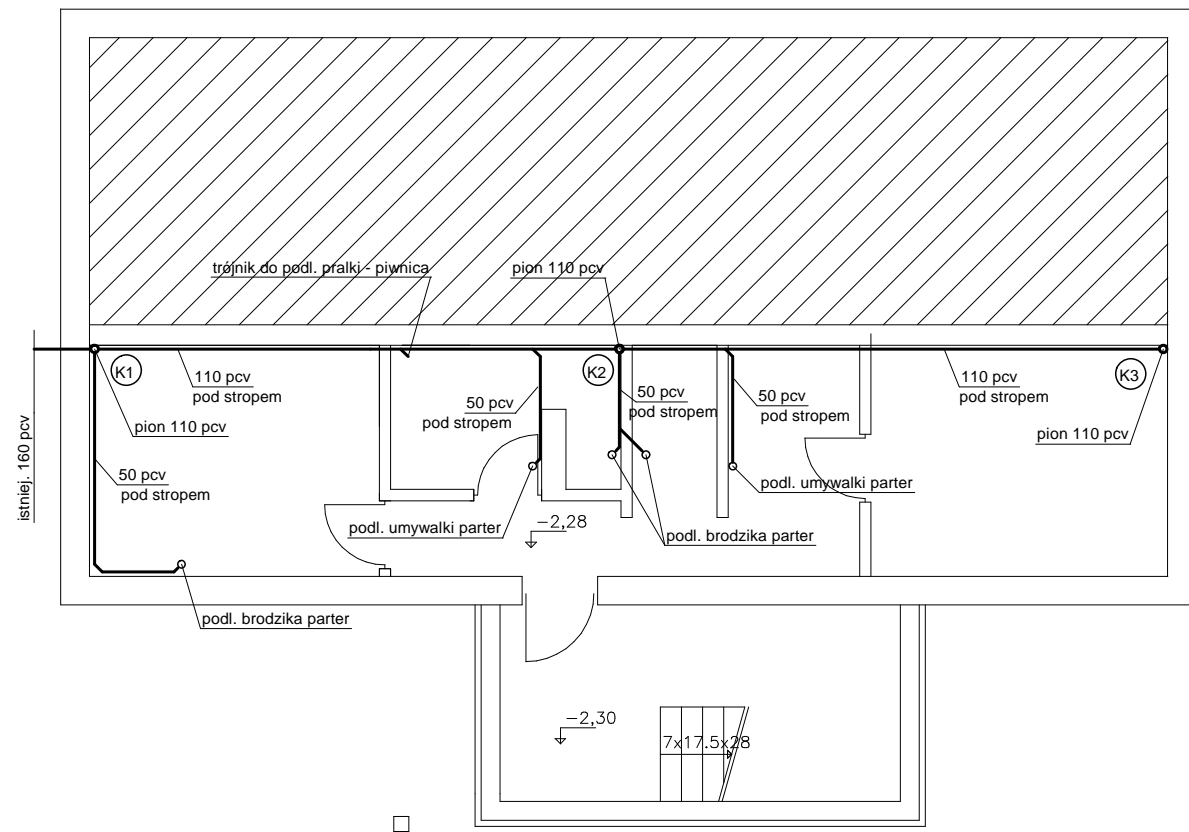 trójnik do podl. pralki - piwnica
pion 110 pcv
K1
K2
K3
110 pcv
pod stropem
pion 110 pcv
50 pcv
pod stropem
50 pcv
pod stropem
50 pcv
pod stropem
50 pcv
pod stropem
110 pcv
pod stropem
pion 110 pcv
istniej. 160 pcv
podl. umywalki parter
podl. umywalki parter
podl. brodzika parter
podl. brodzika parter
-2,28
-2,30
7x17.5x28